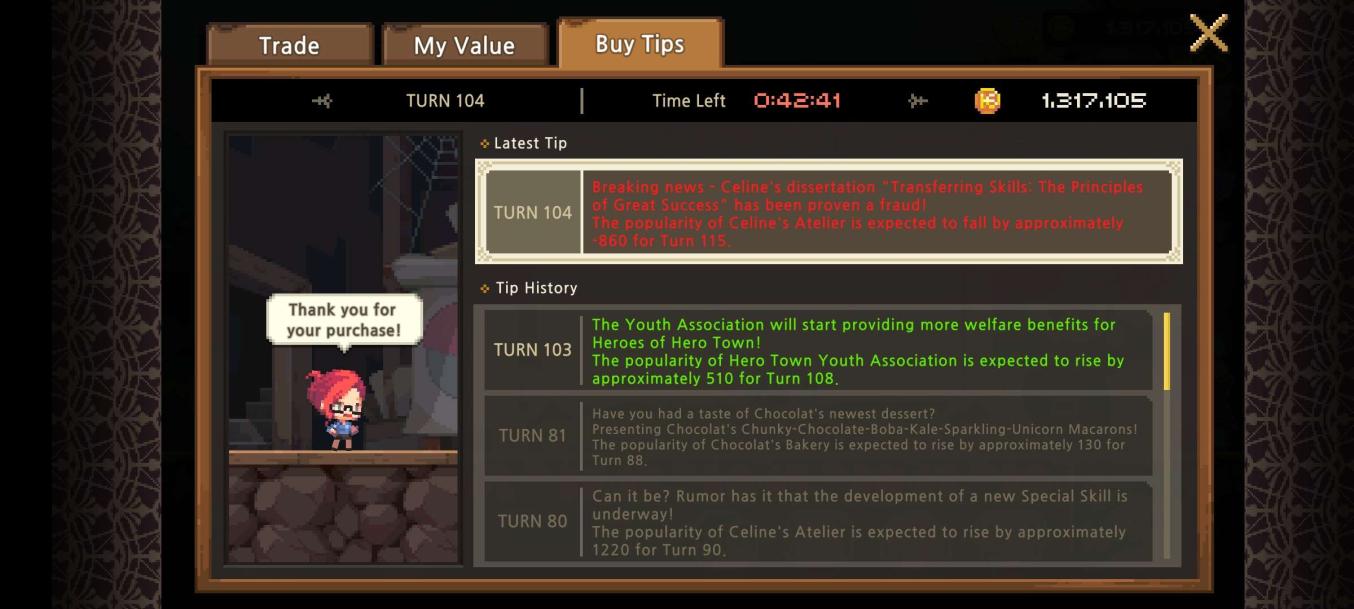 Trade
My Value
Buy Tips
TURN 104
Time Left
0:42:41
1,317,105
Latest Tip
TURN 104
Breaking news - Celine's dissertation "Transferring Skills: The Principles
of Great Success" has been proven a fraud!
The popularity of Celine's Atelier is expected to fall by approximately
-860 for Turn 115.
Thank you for
your purchase!
Tip History
TURN 103
The Youth Association will start providing more welfare benefits for
Heroes of Hero Town!
The popularity of Hero Town Youth Association is expected to rise by
approximately 510 for Turn 108.
TURN 81
Have you had a taste of Chocolat's newest dessert?
Presenting Chocolat's Chunky-Chocolate-Boba-Kale-Sparkling-Unicorn Macarons!
The popularity of Chocolat's Bakery is expected to rise by approximately 130 for
Turn 88.
TURN 80
Can it be? Rumor has it that the development of a new Special Skill is
underway!
The popularity of Celine's Atelier is expected to rise by approximately
1220 for Turn 90.